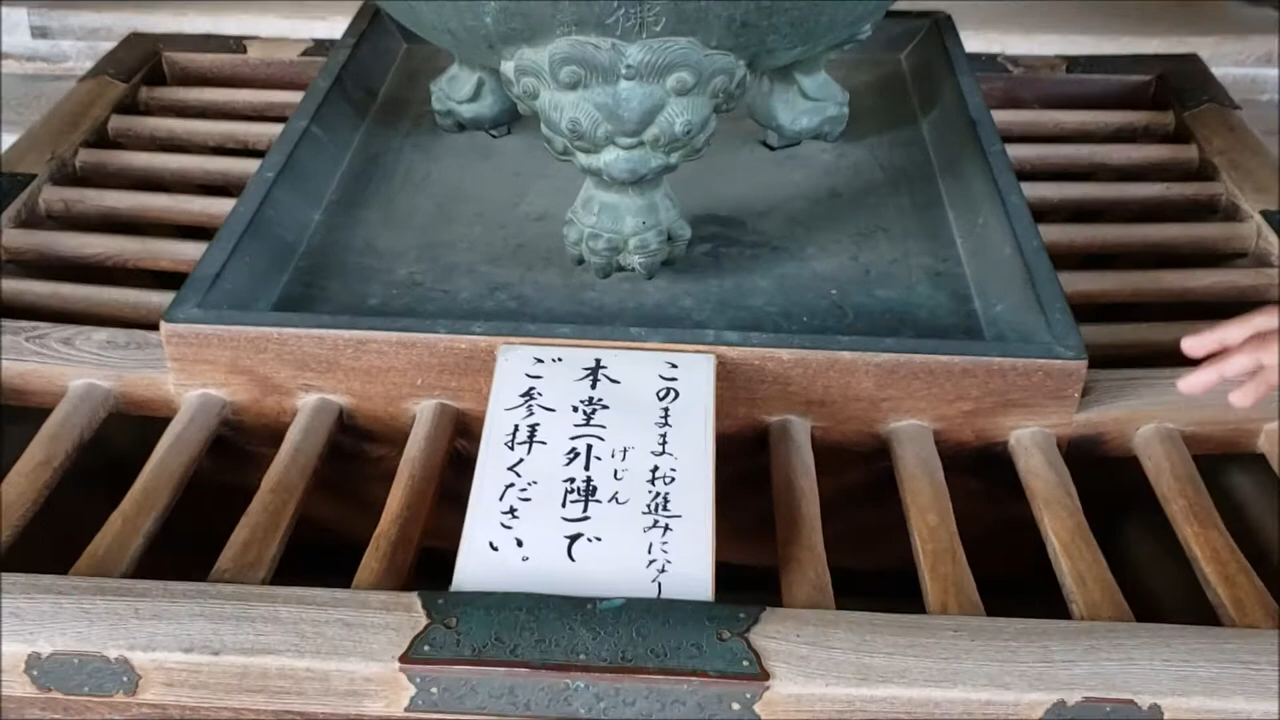 佛
このまま、お進みになり
本堂(外陣)で
げじん
ご参拝ください。